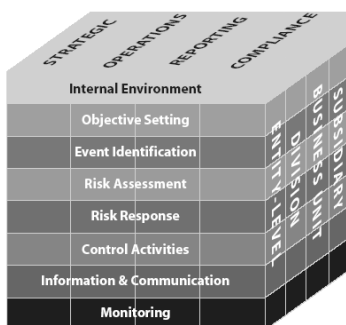 STRATEGIC
OPERATIONS
REPORTING
COMPLIANCE
Internal Environment
Objective Setting
Event Identification
Risk Assessment
Risk Response
Control Activities
Information & Communication
Monitoring
ENTITY-LEVEL
DIVISION
BUSINESS UNIT
SUBSIDIARY